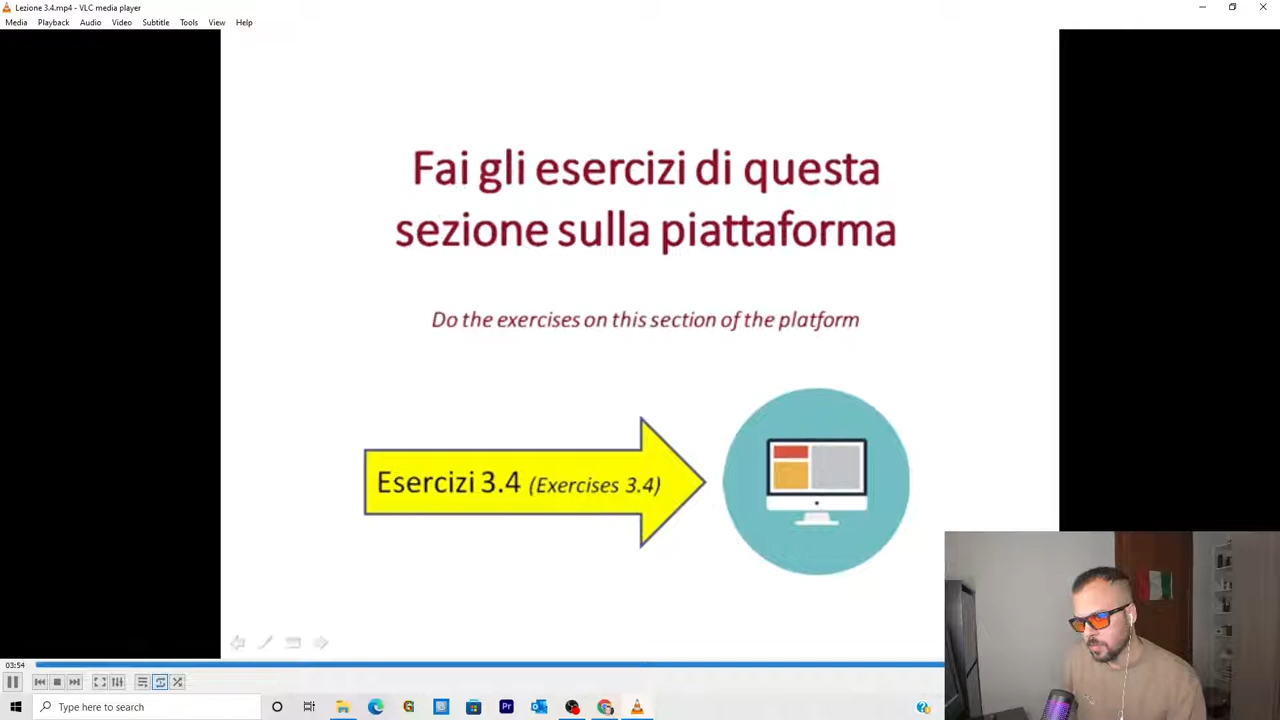 Lezione 3.4.mp4 - VLC media player
Media Playback Audio Video Subtitle Tools View Help
Fai gli esercizi di questa
sezione sulla piattaforma
Do the exercises on this section of the platform
Esercizi 3.4 (Exercises 3.4)
03:54
Type here to search
Pr